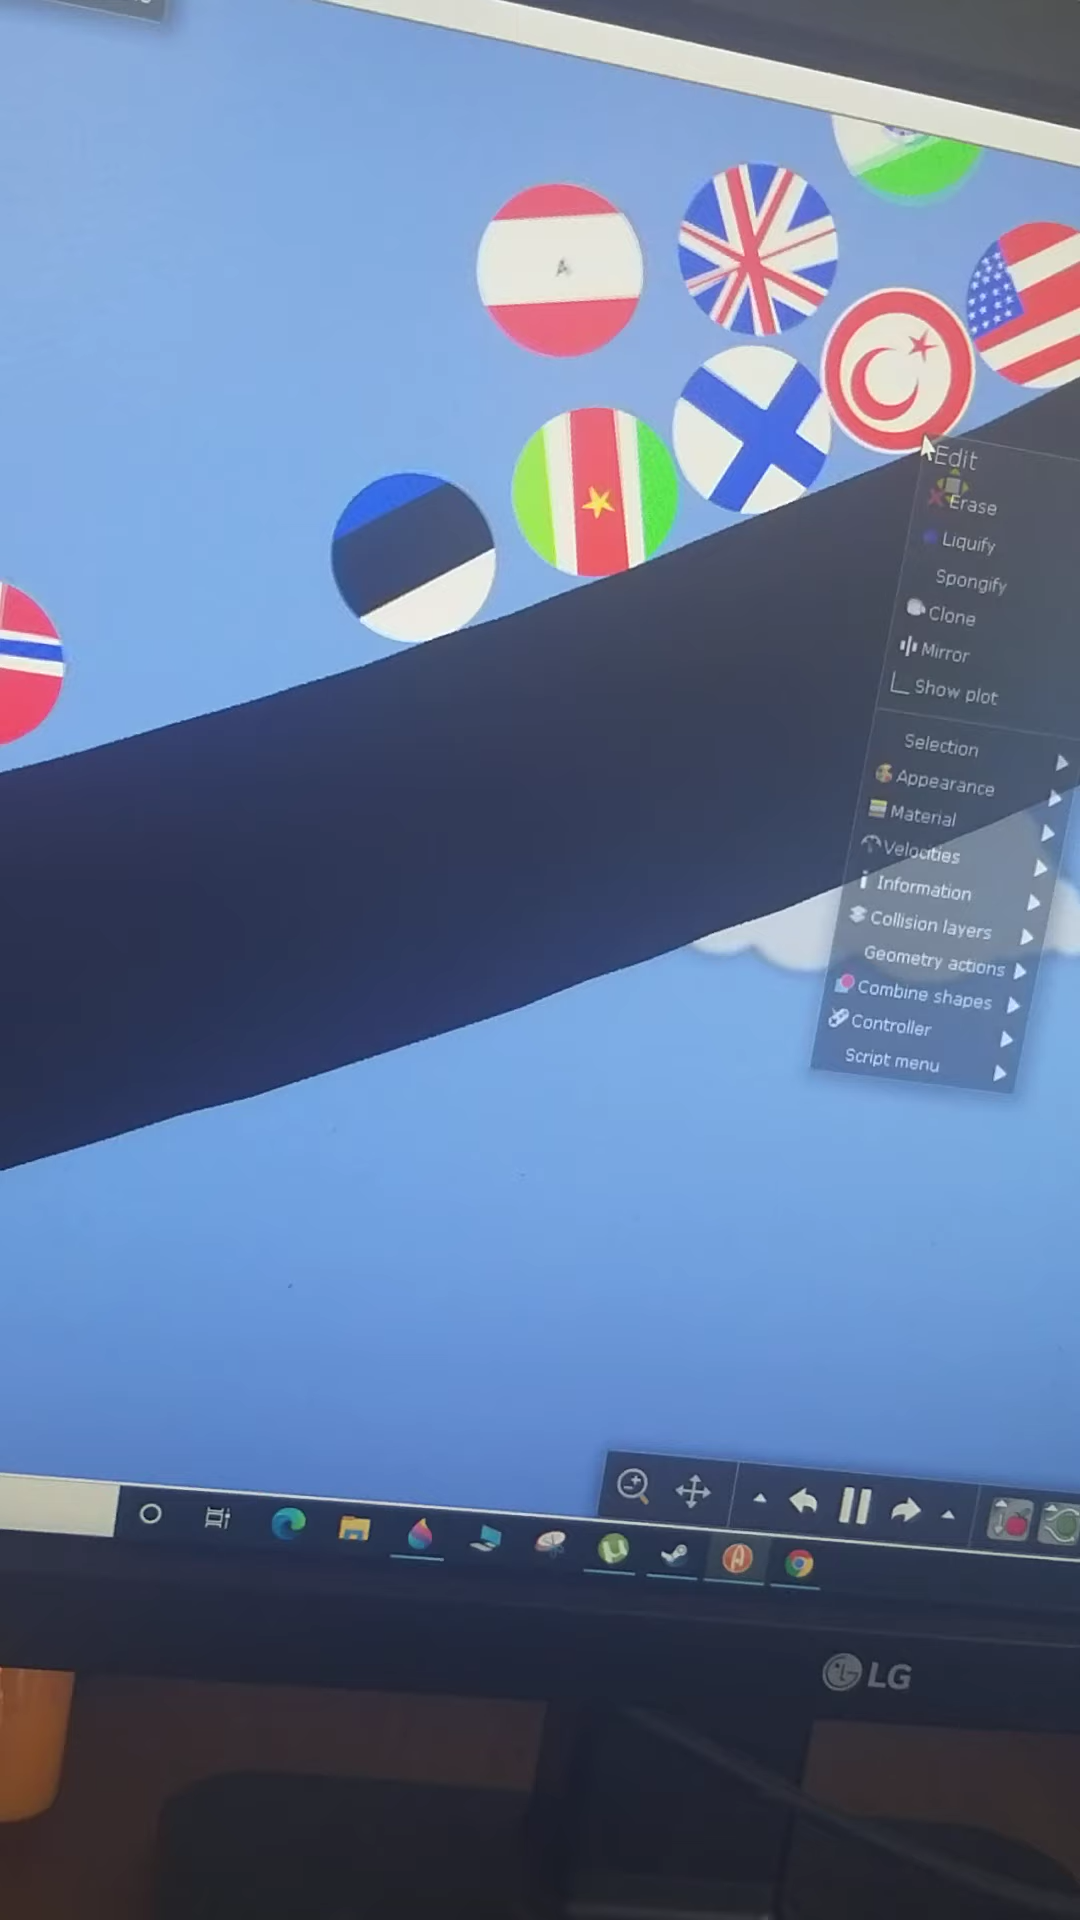 Edit
Erase
Liquify
Spongify
Clone
Mirror
Show plot
Selection
Appearance
Material
Velocities
Information
Collision layers
Geometry actions
Combine shapes
Controller
Script menu
LG